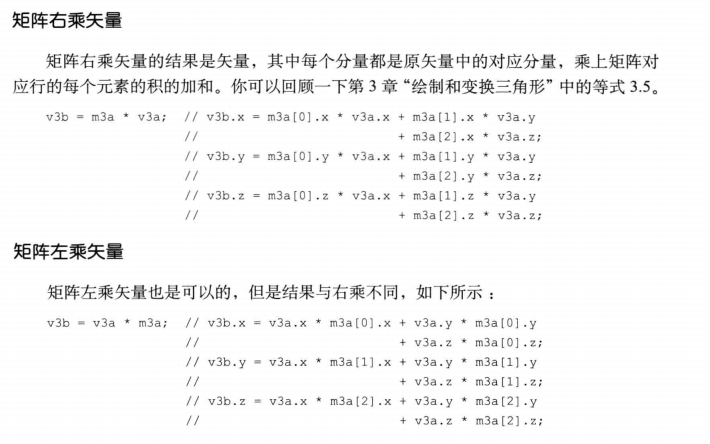 矩阵右乘矢量
矩阵右乘矢量的结果是矢量，其中每个分量都是原矢量中的对应分量，乘上矩阵对
应行的每个元素的积的加和。你可以回顾一下第 3 章“绘制和变换三角形”中的等式 3.5。
v3b = m3a * v3a;  // v3b.x = m3a[0].x * v3a.x + m3a[1].x * v3a.y
//                       + m3a[2].x * v3a.z;
// v3b.y = m3a[0].y * v3a.x + m3a[1].y * v3a.y
//                       + m3a[2].y * v3a.z;
// v3b.z = m3a[0].z * v3a.x + m3a[1].z * v3a.y
//                       + m3a[2].z * v3a.z;
矩阵左乘矢量
矩阵左乘矢量也是可以的，但是结果与右乘不同，如下所示：
v3b = v3a * m3a;  // v3b.x = v3a.x * m3a[0].x + v3a.y * m3a[0].y
//                       + v3a.z * m3a[0].z;
// v3b.y = v3a.x * m3a[1].x + v3a.y * m3a[1].y
//                       + v3a.z * m3a[1].z;
// v3b.z = v3a.x * m3a[2].x + v3a.y * m3a[2].y
//                       + v3a.z * m3a[2].z;